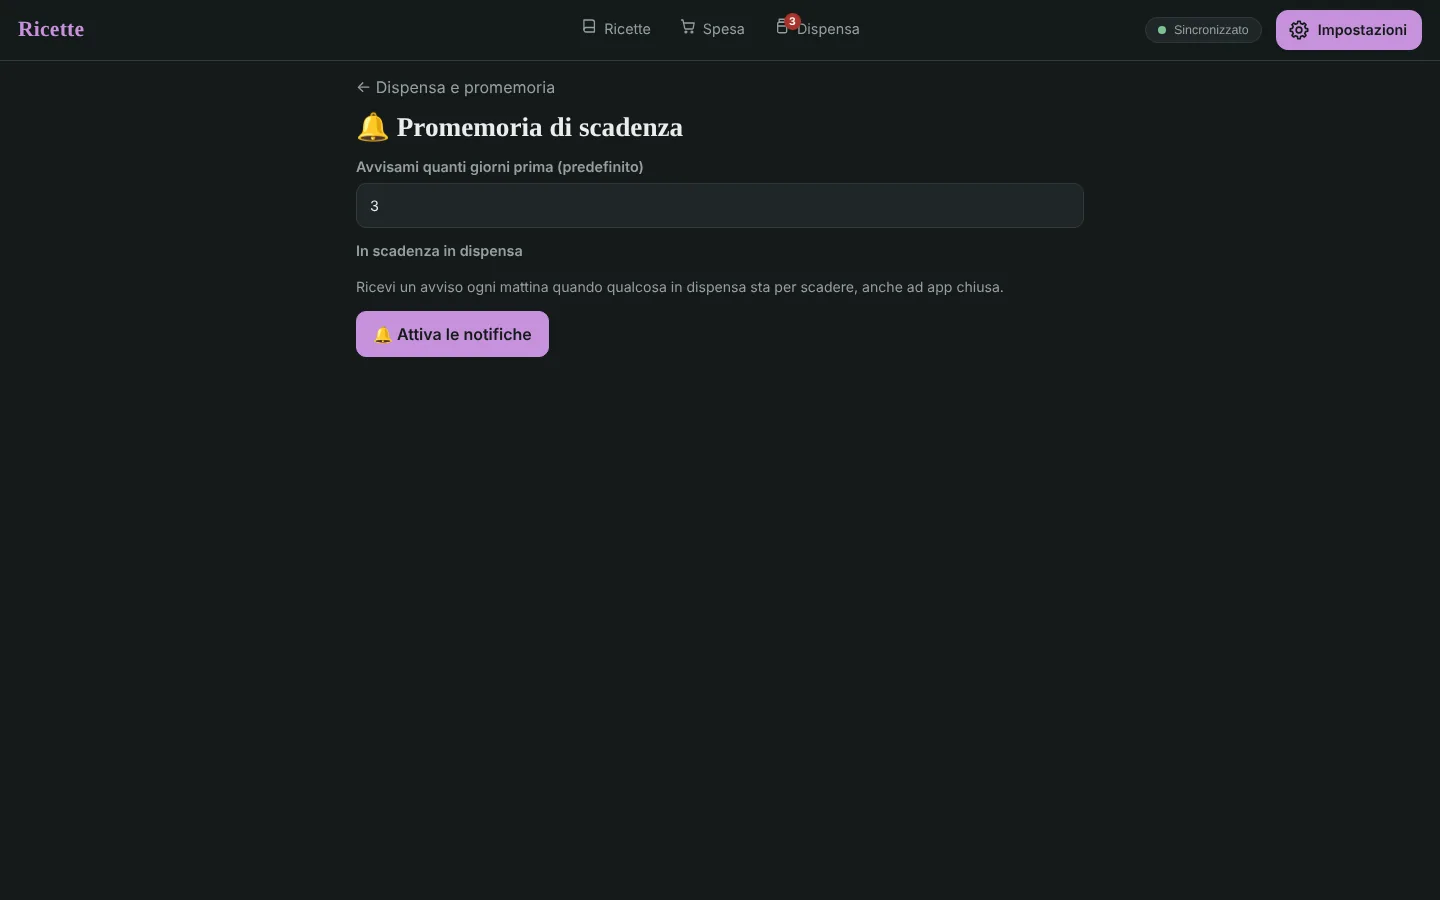 Ricette
Ricette
Spesa
3
Dispensa
Sincronizzato
Impostazioni
← Dispensa e promemoria
🔔 Promemoria di scadenza
Avvisami quanti giorni prima (predefinito)
3
In scadenza in dispensa
Ricevi un avviso ogni mattina quando qualcosa in dispensa sta per scadere, anche ad app chiusa.
🔔 Attiva le notifiche